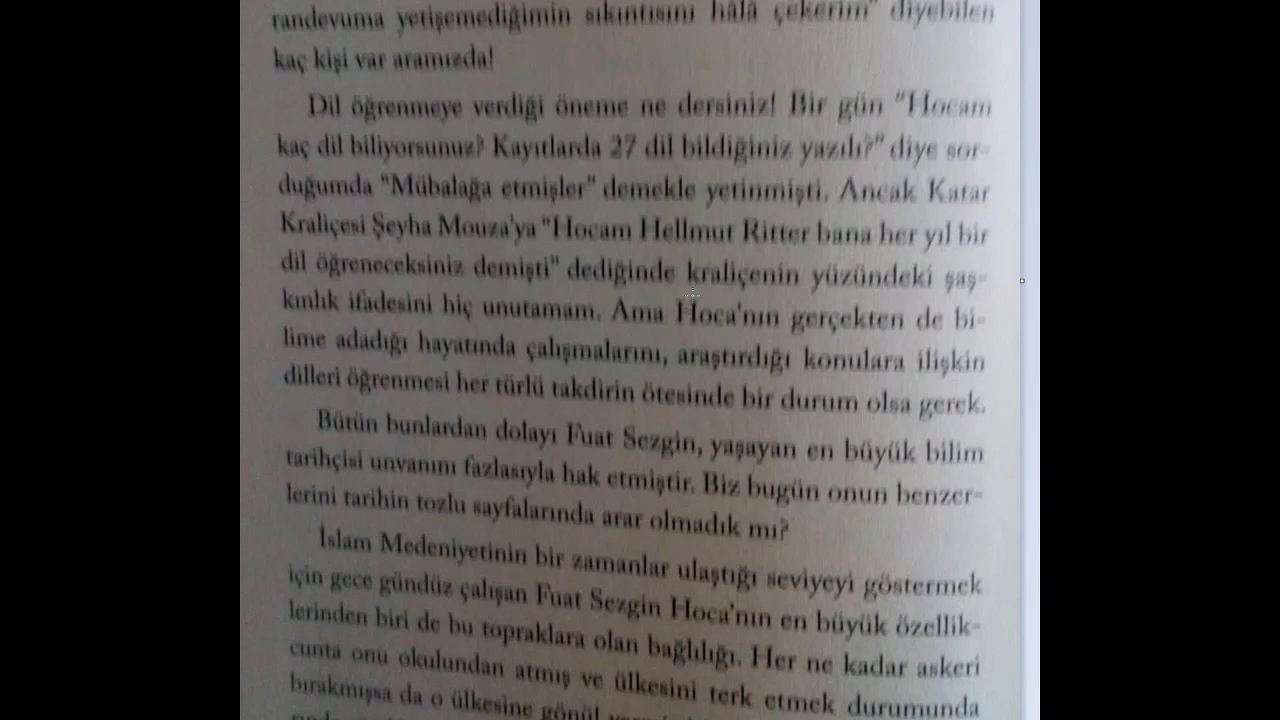 randevuma yetişemediğimin sıkıntısını hâlâ çekerim" diyebilen
kaç kişi var aramızda!
Dil öğrenmeye verdiği öneme ne dersiniz! Bir gün "Hocam
kaç dil biliyorsunuz? Kayıtlarda 27 dil bildiğiniz yazılı?" diye sor-
duğumda "Mübalağa etmişler" demekle yetinmişti. Ancak Katar
Kraliçesi Şeyha Mouza'ya "Hocam Hellmut Ritter bana her yıl bir
dil öğreneceksiniz demişti" dediğinde kraliçenin yüzündeki şaş-
kınlık ifadesini hiç unutamam. Ama Hoca'nın gerçekten de bi-
lime adadığı hayatında çalışmalarını, araştırdığı konulara ilişkin
dilleri öğrenmesi her türlü takdirin ötesinde bir durum olsa gerek.
Bütün bunlardan dolayı Fuat Sezgin, yaşayan en büyük bilim
tarihçisi unvanını fazlasıyla hak etmiştir. Biz bugün onun benzer-
lerini tarihin tozlu sayfalarında arar olmadık mı?
İslam Medeniyetinin bir zamanlar ulaştığı seviyeyi göstermek
için gece gündüz çalışan Fuat Sezgin Hoca'nın en büyük özellik-
lerinden biri de bu topraklara olan bağlılığı. Her ne kadar askeri
cunta onu okulundan atmış ve ülkesini terk etmek durumunda
bırakmışsa da o ülkesine gönül